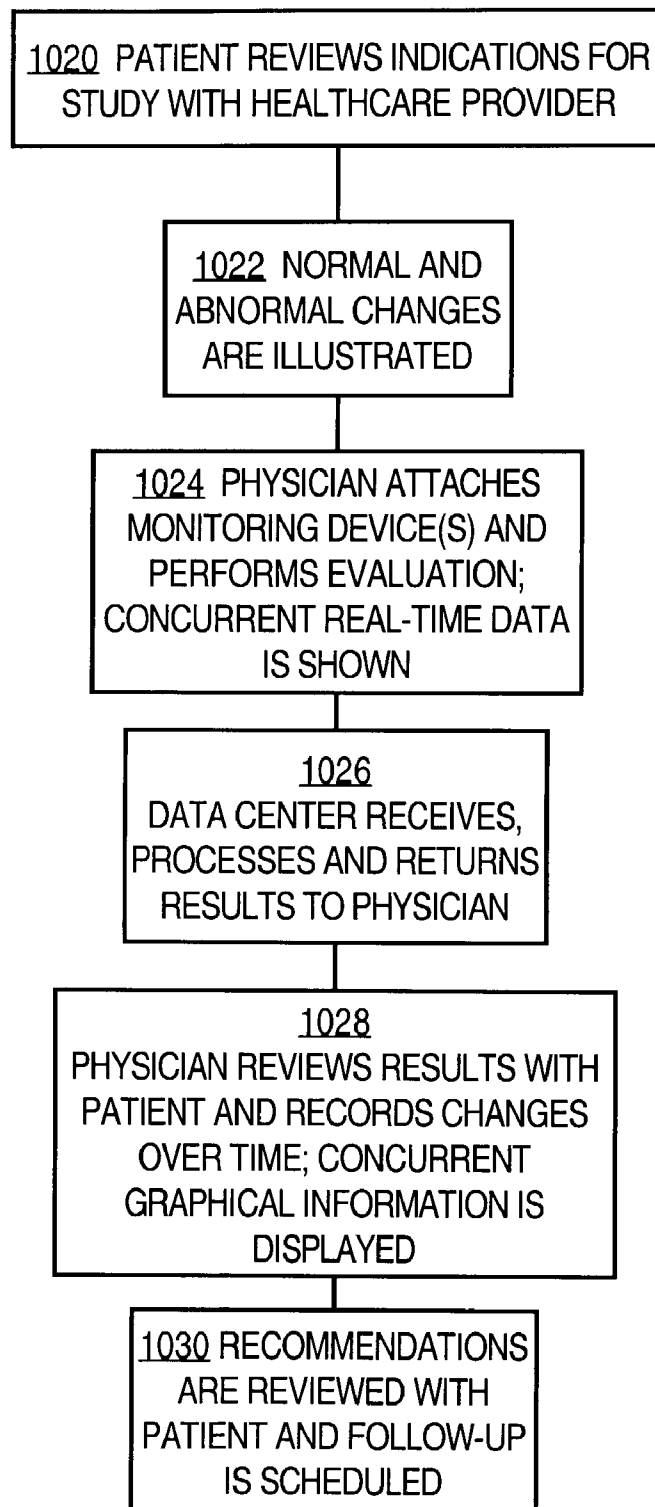 1020 PATIENT REVIEWS INDICATIONS FOR
STUDY WITH HEALTHCARE PROVIDER
1022 NORMAL AND
ABNORMAL CHANGES
ARE ILLUSTRATED
1024 PHYSICIAN ATTACHES
MONITORING DEVICE(S) AND
PERFORMS EVALUATION;
CONCURRENT REAL-TIME DATA
IS SHOWN
1026
DATA CENTER RECEIVES,
PROCESSES AND RETURNS
RESULTS TO PHYSICIAN
1028
PHYSICIAN REVIEWS RESULTS WITH
PATIENT AND RECORDS CHANGES
OVER TIME; CONCURRENT
GRAPHICAL INFORMATION IS
DISPLAYED
1030 RECOMMENDATIONS
ARE REVIEWED WITH
PATIENT AND FOLLOW-UP
IS SCHEDULED